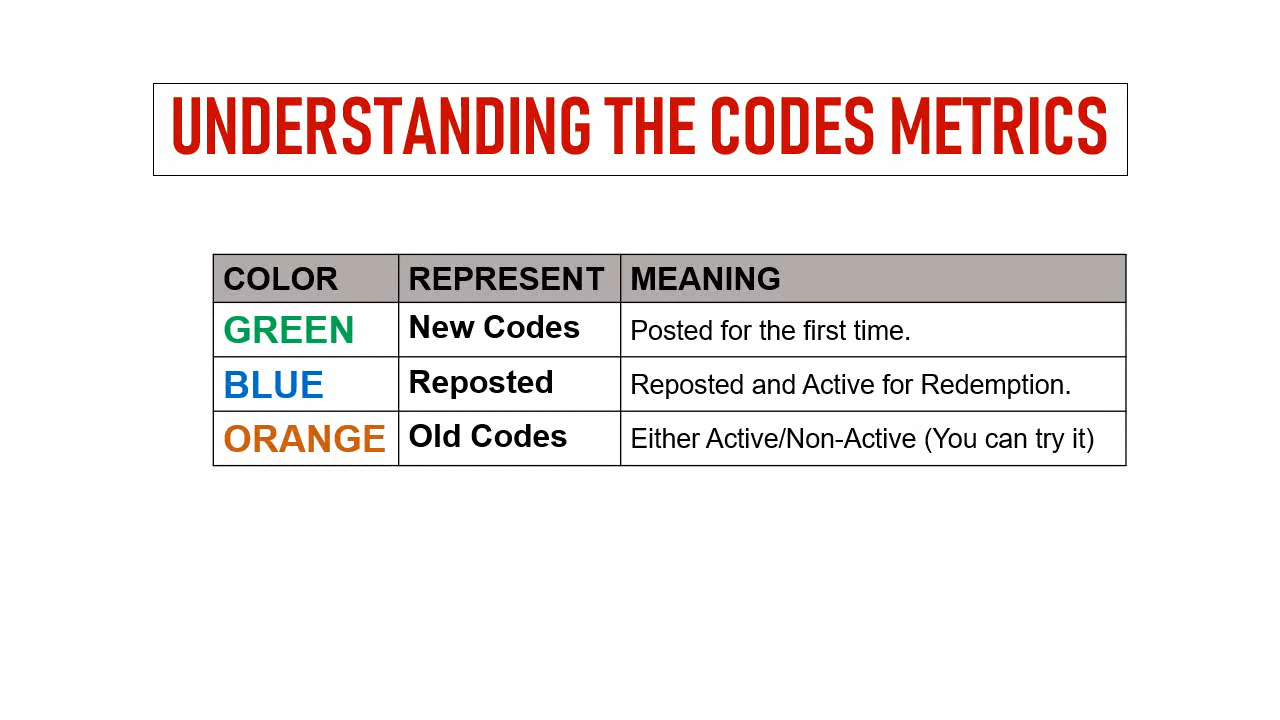 UNDERSTANDING THE CODES METRICS
COLOR REPRESENT MEANING
GREEN New Codes Posted for the first time.
BLUE Reposted Reposted and Active for Redemption.
ORANGE Old Codes Either Active/Non-Active (You can try it)